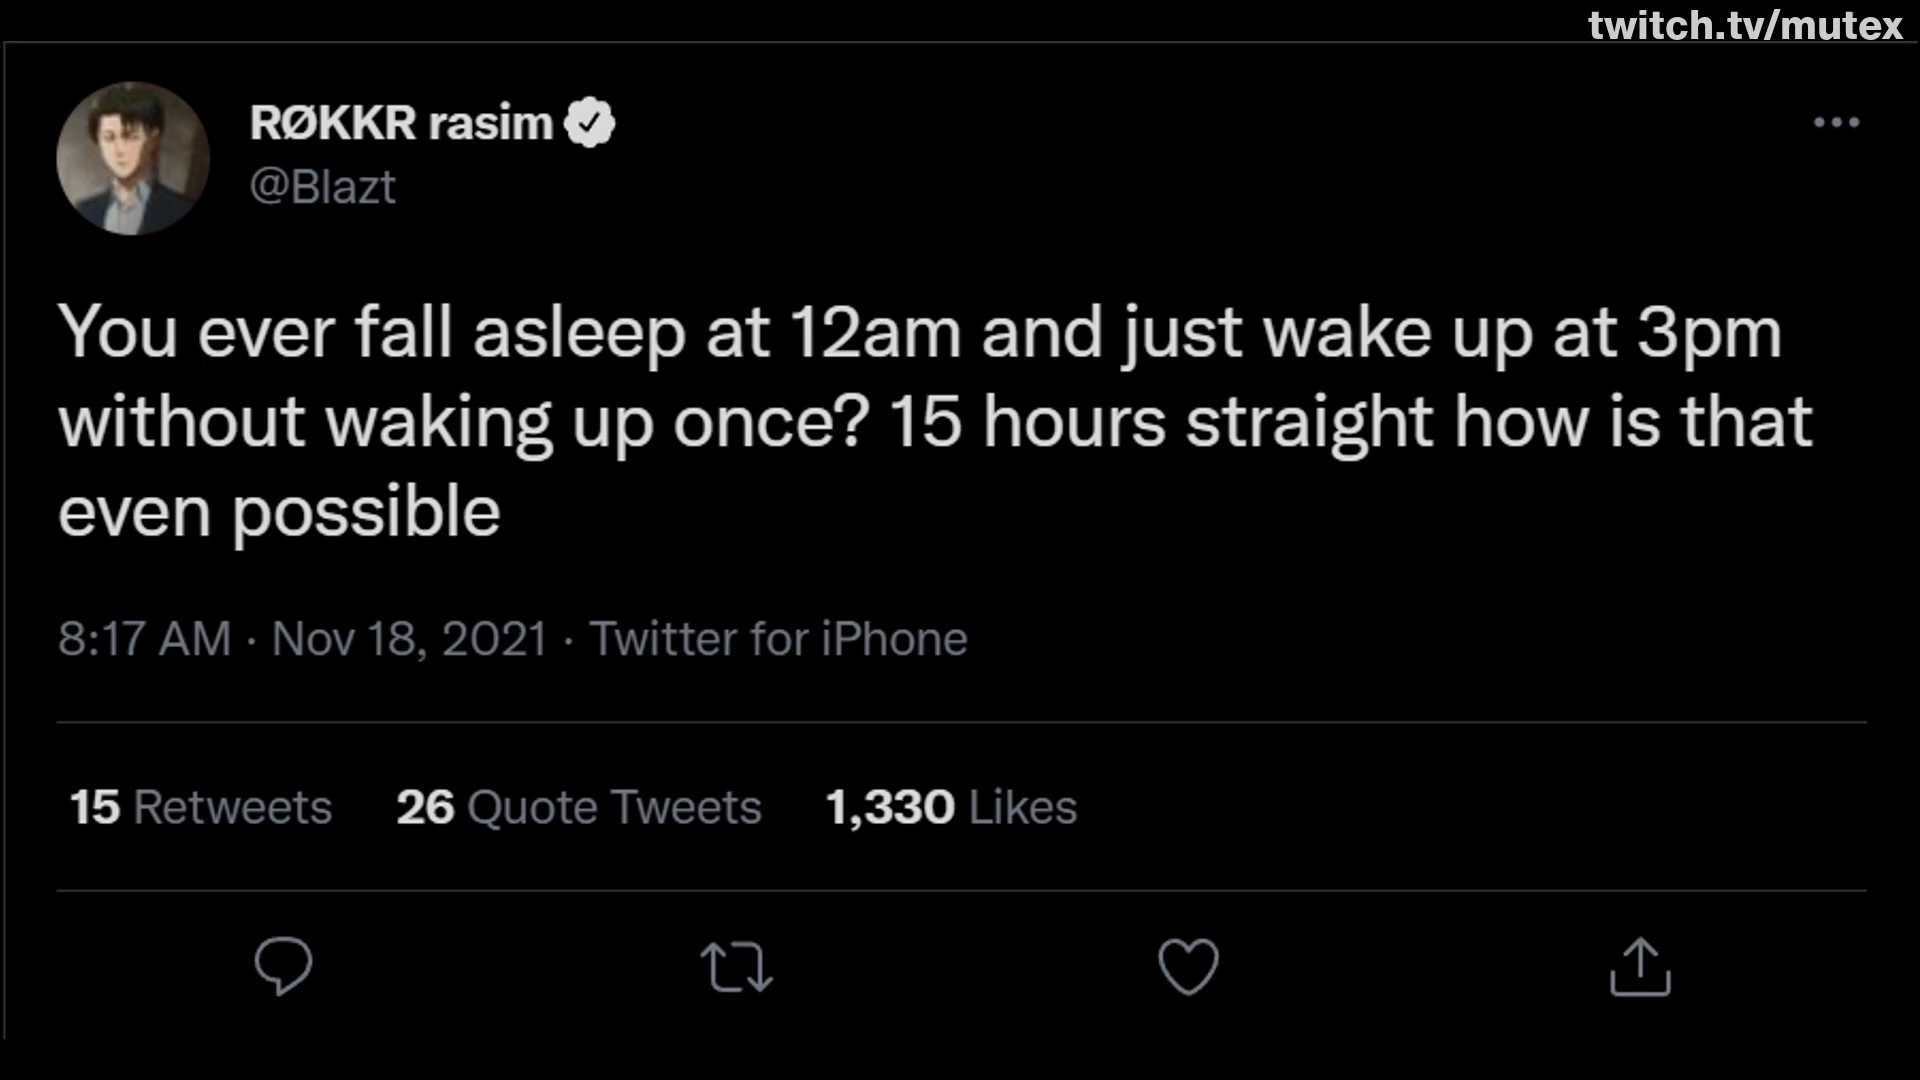 twitch.tv/mutex
RØKKR rasim
@Blazt
You ever fall asleep at 12am and just wake up at 3pm
without waking up once? 15 hours straight how is that
even possible
8:17 AM · Nov 18, 2021 · Twitter for iPhone
15 Retweets 26 Quote Tweets 1,330 Likes